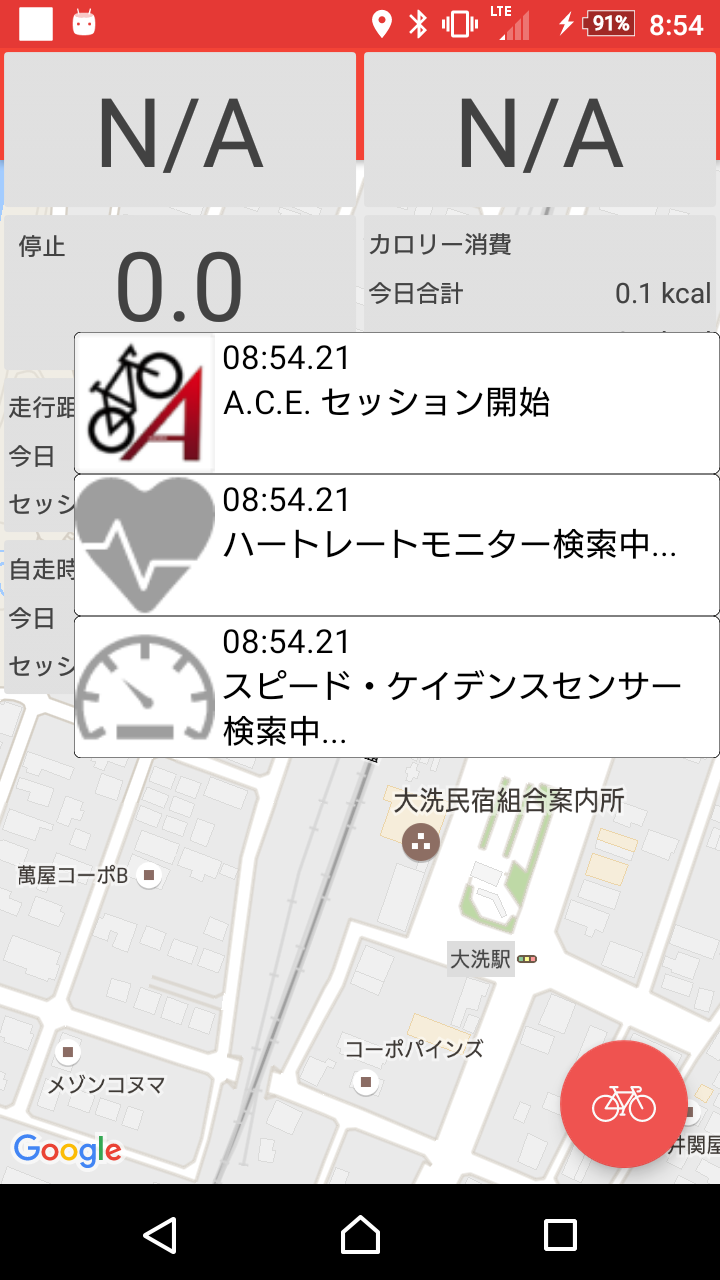 LTE
91%
8:54
N/A
N/A
停止
0.0
カロリー消費
今日合計
0.1 kcal
08:54.21
A.C.E. セッション開始
走行距
今日
セッシ
08:54.21
ハートレートモニター検索中...
自走時
今日
セッシ
08:54.21
スピード・ケイデンスセンサー
検索中...
大洗民宿組合案内所
萬屋コーポB
大洗駅
コーポパインズ
メゾンコヌマ
井関屋
Google